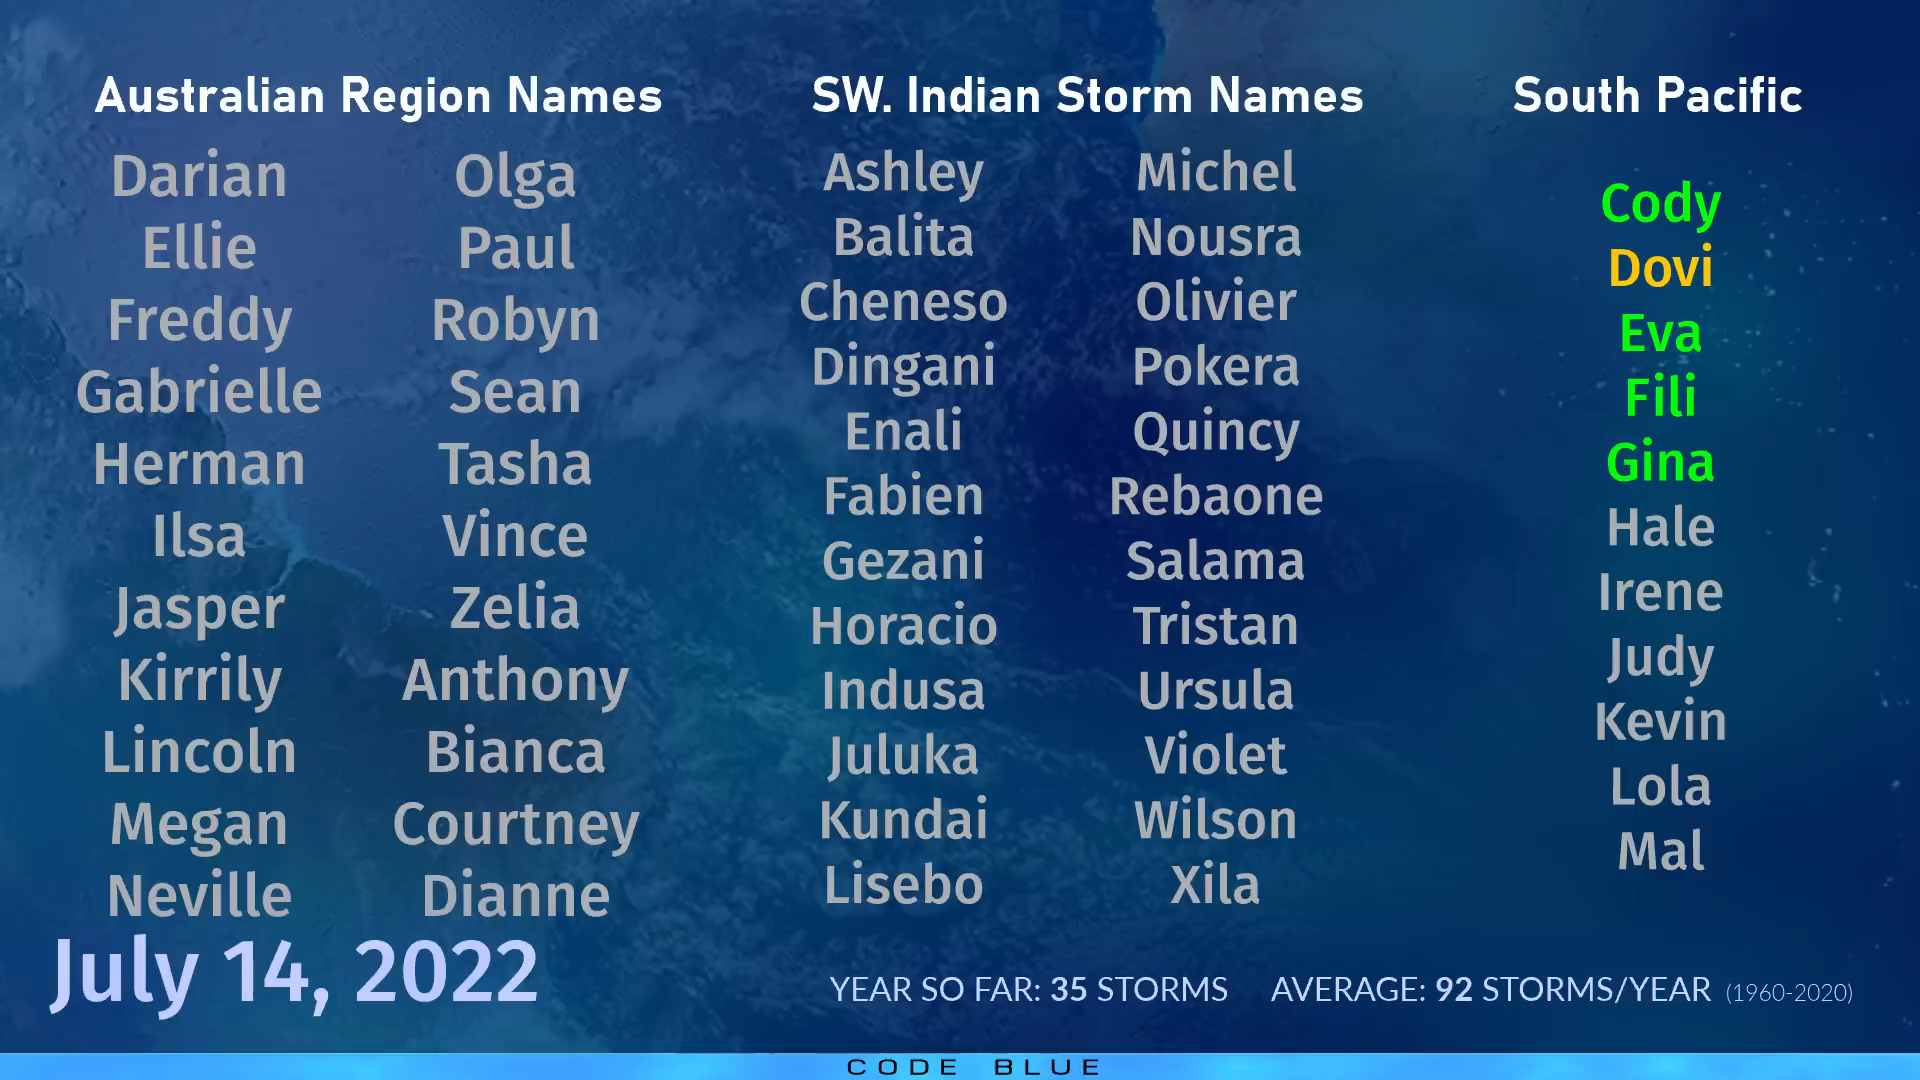 Australian Region Names
Darian
Ellie
Freddy
Gabrielle
Herman
Ilsa
Jasper
Kirrily
Lincoln
Megan
Neville
Olga
Paul
Robyn
Sean
Tasha
Vince
Zelia
Anthony
Bianca
Courtney
Dianne
SW. Indian Storm Names
Ashley
Balita
Cheneso
Dingani
Enali
Fabien
Gezani
Horacio
Indusa
Juluka
Kundai
Lisebo
Michel
Nousra
Olivier
Pokera
Quincy
Rebaone
Salama
Tristan
Ursula
Violet
Wilson
Xila
South Pacific
Cody
Dovi
Eva
Fili
Gina
Hale
Irene
Judy
Kevin
Lola
Mal
July 14, 2022
YEAR SO FAR: 35 STORMS AVERAGE: 92 STORMS/YEAR (1960-2020)
CODE BLUE